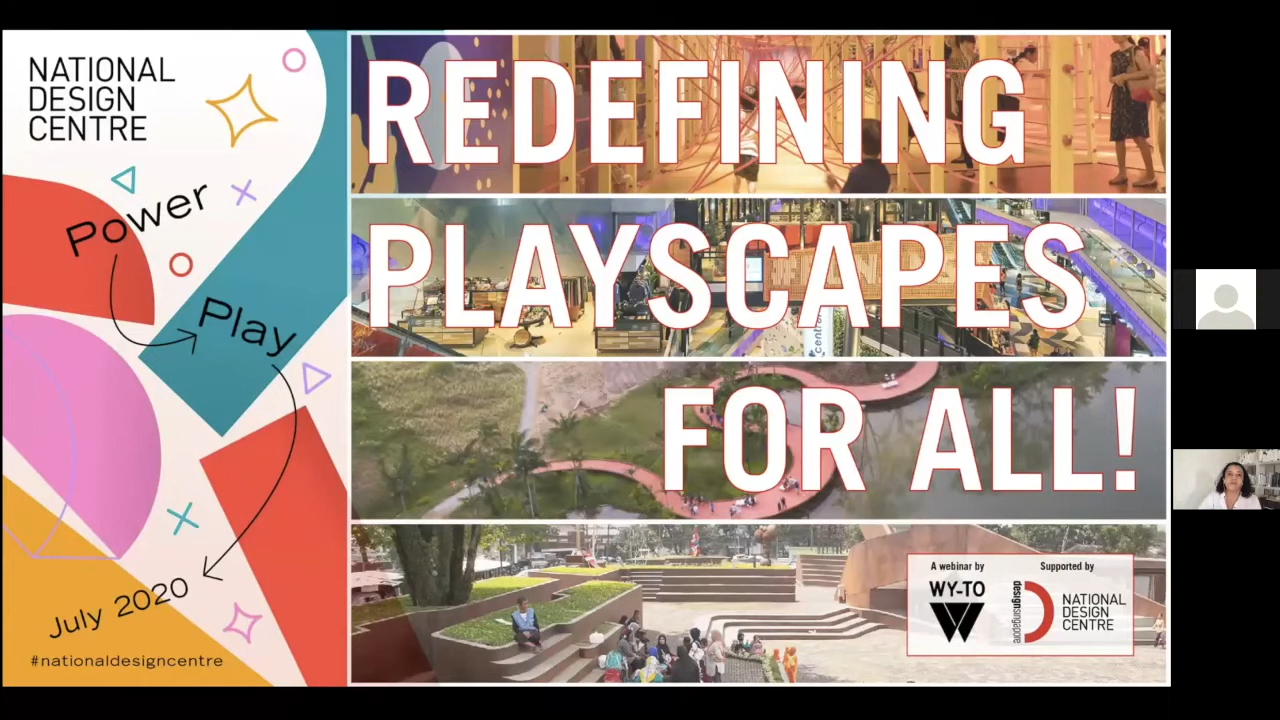 NATIONAL
DESIGN
CENTRE
Power
Play
July 2020
#nationaldesigncentre
REDEFINING
PLAYSCAPES
FOR ALL!
A webinar by
WY-TO
Supported by
designsingapore
NATIONAL
DESIGN
CENTRE